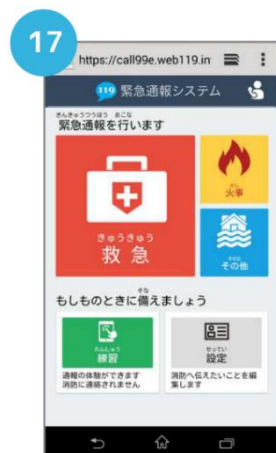 17
https://call99e.web119.in
119 緊急通報システム
きんきゅうつうほう おこな
緊急通報を行います
きゅうきゅう
救急
かじ
火事
その他
そな
もしものときに備えましょう
れんしゅう
練習
せってい
設定
通報の体験ができます
消防に連絡されません
消防へ伝えたいことを編
集します